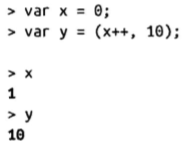 > var x = 0;
> var y = (x++, 10);
> x
1
> y
10